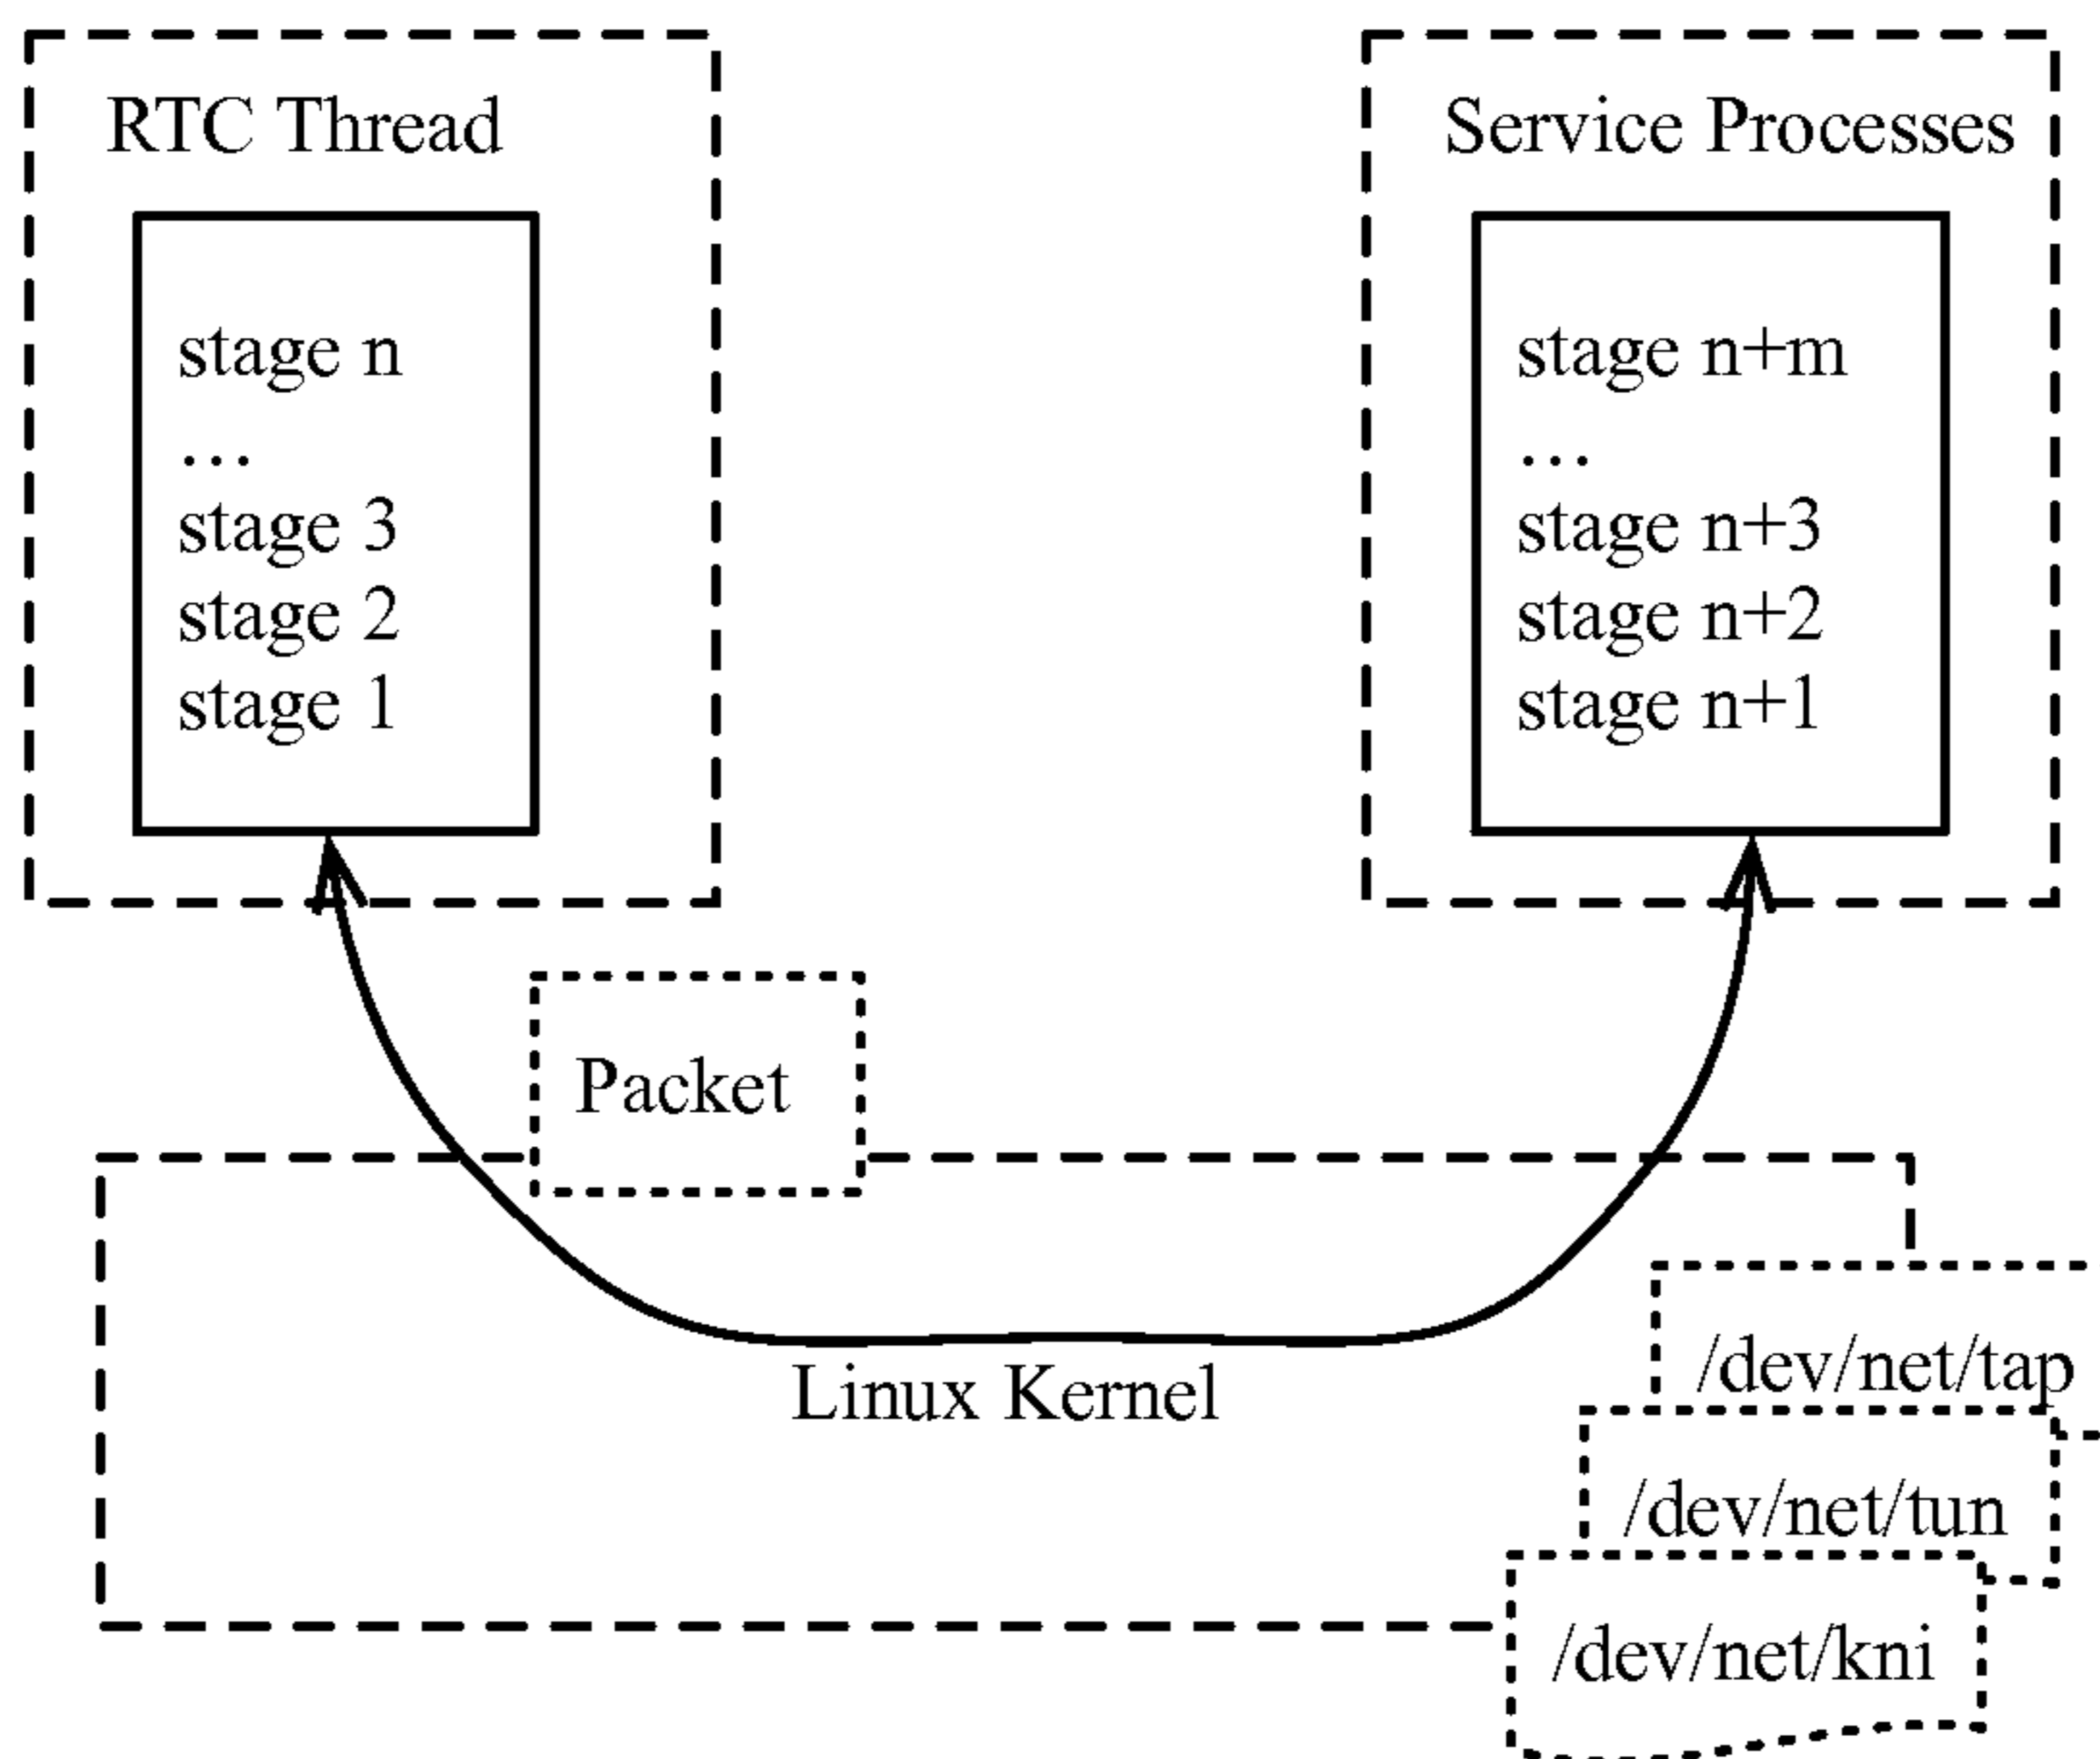 RTC Thread
stage n
...
stage 3
stage 2
stage 1
Service Processes
stage n+m
...
stage n+3
stage n+2
stage n+1
Packet
Linux Kernel
/dev/net/tap
/dev/net/tun
/dev/net/kni